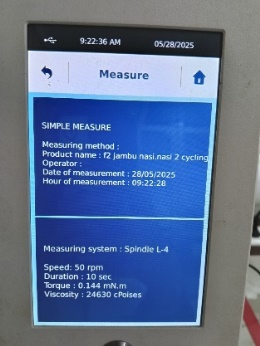 9:22:36 AM 05/28/2025
Measure
SIMPLE MEASURE
Measuring method :
Product name : f2 jambu nasi.nasi 2 cycling
Operator :
Date of measurement : 28/05/2025
Hour of measurement : 09:22:28
Measuring system : Spindle L-4
Speed: 50 rpm
Duration : 10 sec
Torque : 0.144 mN.m
Viscosity : 24630 cPoises